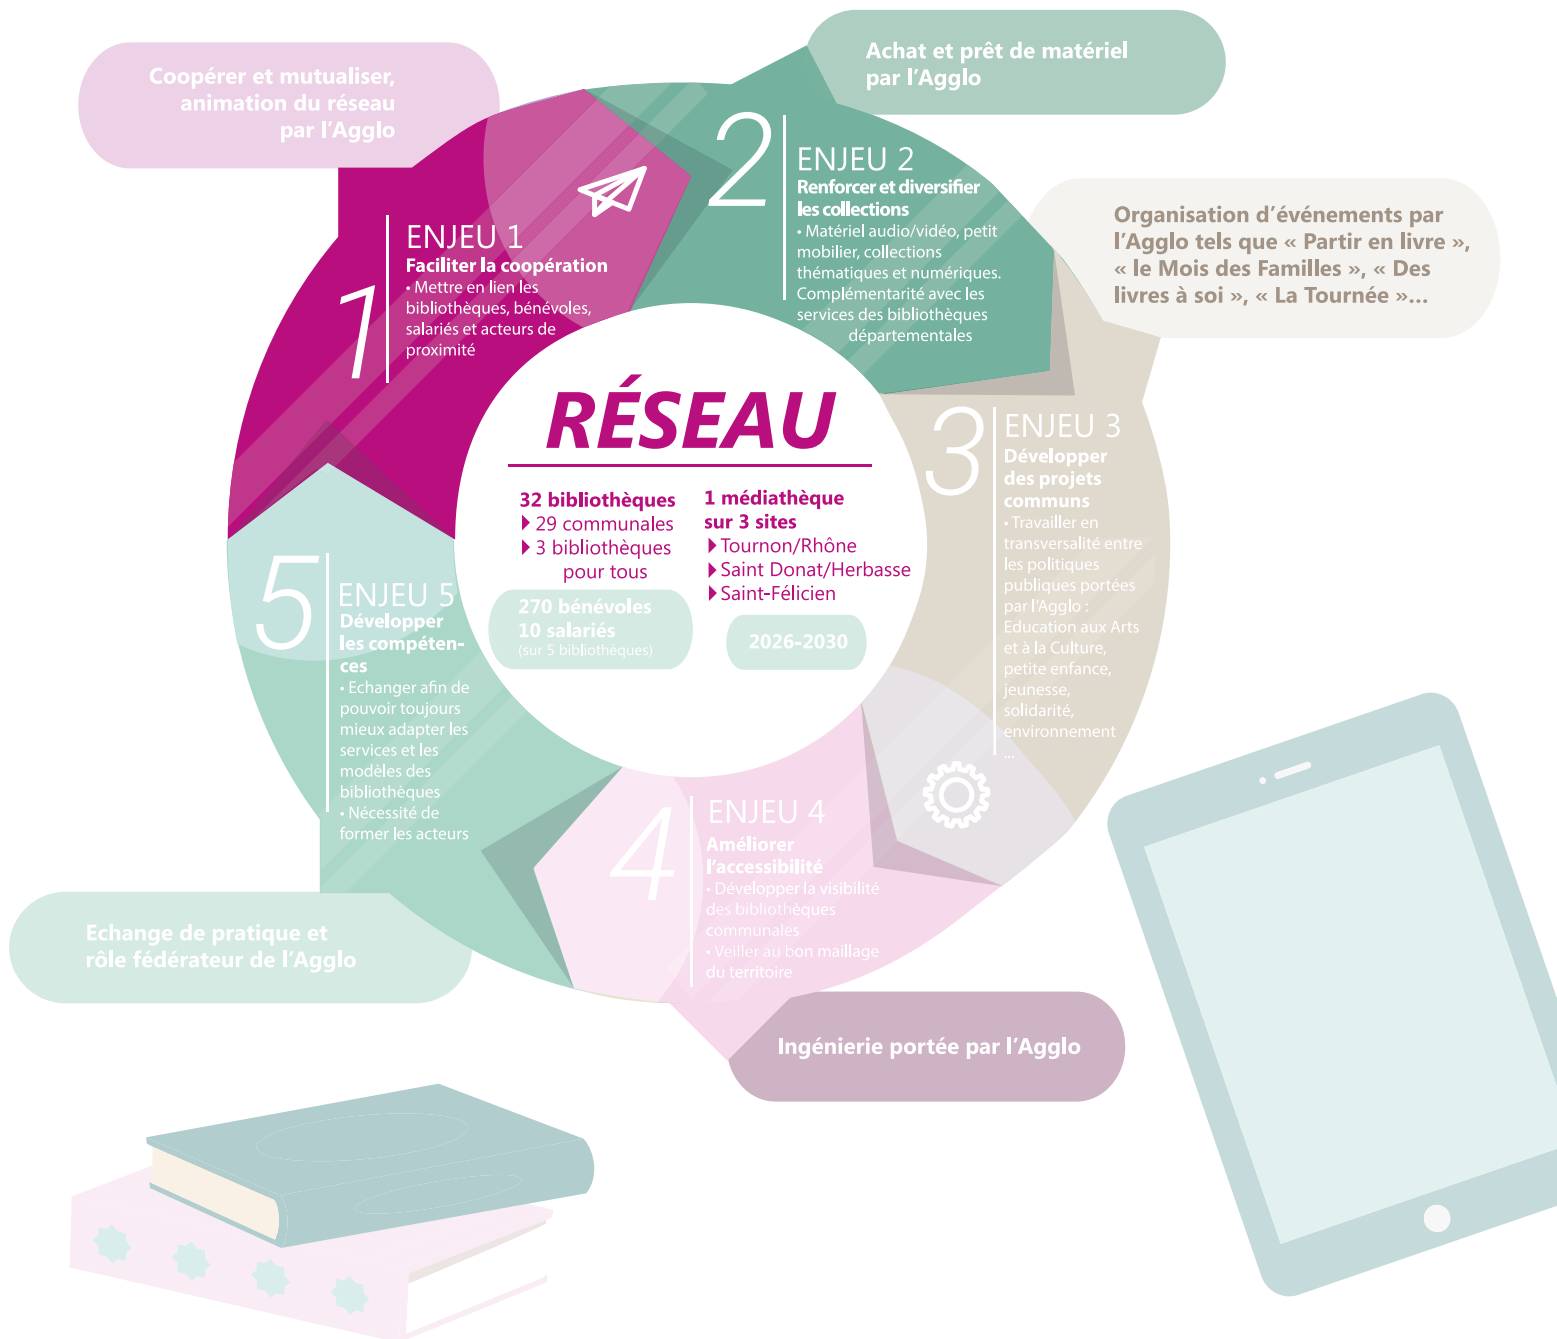 Coopérer et mutualiser,
animation du réseau
par l'Agglo
1
ENJEU 1
Faciliter la coopération
• Mettre en lien les
bibliothèques, bénévoles,
salariés et acteurs de
proximité
Achat et prêt de matériel
par l'Agglo
2
ENJEU 2
Renforcer et diversifier
les collections
• Matériel audio/vidéo, petit
mobilier, collections
thématiques et numériques.
Complémentarité avec les
services des bibliothèques
départementales
Organisation d'événements par
l'Agglo tels que « Partir en livre »,
« le Mois des Familles », « Des
livres à soi », « La Tournée »...
3
ENJEU 3
Développer
des projets
communs
• Travailler en
transversalité entre
les politiques
publiques portées
par l'Agglo :
Education aux Arts
et à la Culture,
petite enfance,
jeunesse,
solidarité,
environnement
...
RÉSEAU
32 bibliothèques
29 communales
3 bibliothèques
pour tous
270 bénévoles
10 salariés
(sur 5 bibliothèques)
1 médiathèque
sur 3 sites
Tournon/Rhône
Saint Donat/Herbasse
Saint-Félicien
2026-2030
4
ENJEU 4
Améliorer
l'accessibilité
• Développer la visibilité
des bibliothèques
communales
• Veiller au bon maillage
du territoire
Ingénierie portée par l'Agglo
5
ENJEU 5
Développer
les compéten-
ces
• Echanger afin de
pouvoir toujours
mieux adapter les
services et les
modèles des
bibliothèques
• Nécessité de
former les acteurs
Echange de pratique et
rôle fédérateur de l'Agglo